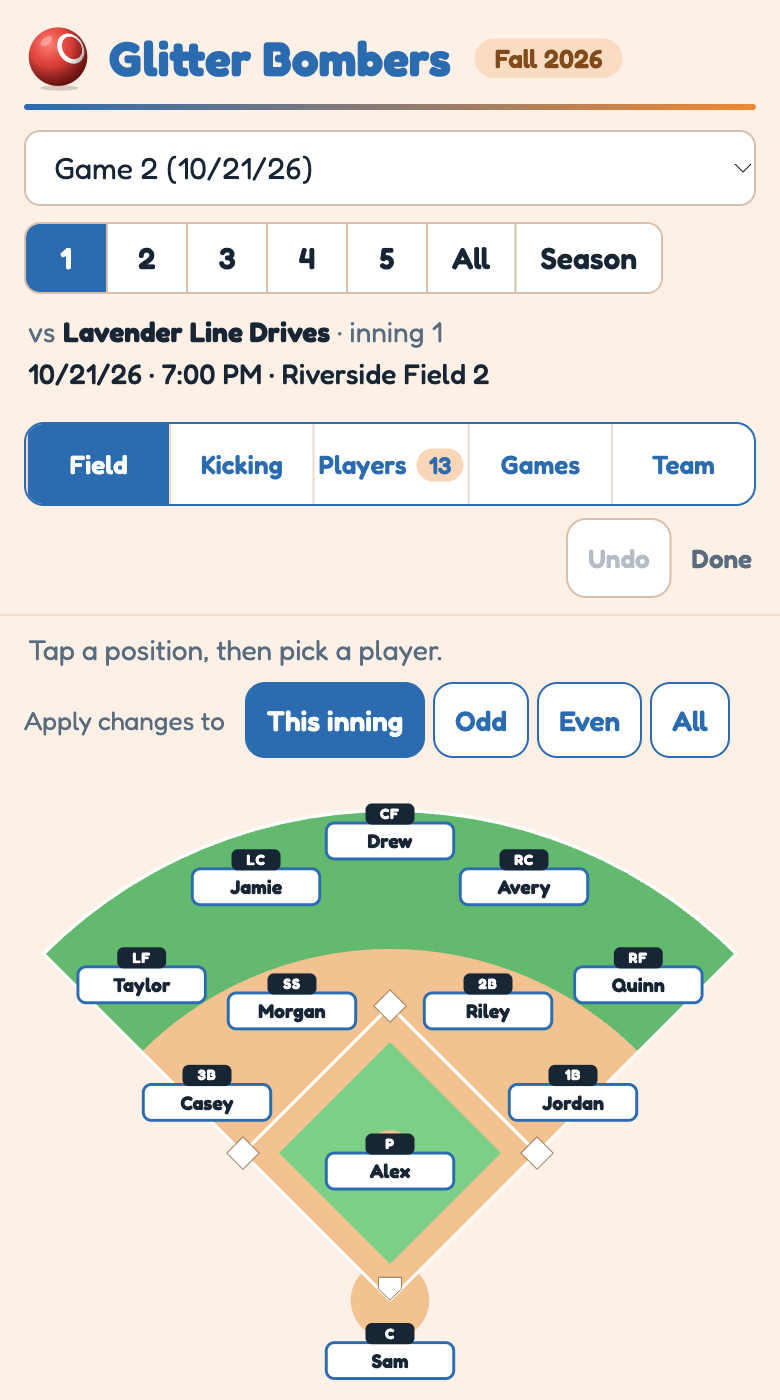 Glitter Bombers Fall 2026
Game 2 (10/21/26)
1 2 3 4 5 All Season
vs Lavender Line Drives · inning 1
10/21/26 · 7:00 PM · Riverside Field 2
Field Kicking Players 13 Games Team
Undo Done
Tap a position, then pick a player.
Apply changes to This inning Odd Even All
CF
Drew
LC
Jamie
RC
Avery
LF
Taylor
RF
Quinn
SS
Morgan
2B
Riley
3B
Casey
1B
Jordan
P
Alex
C
Sam